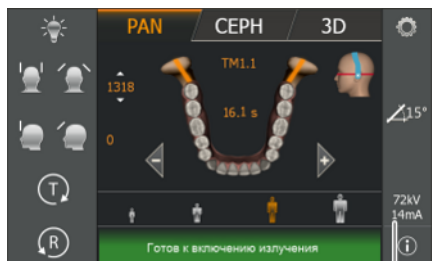 PAN
CEPH
3D
TM1.1
1318
16.1 s
15°
0
T
72kV
14mA
R
Готов к включению излучения
i